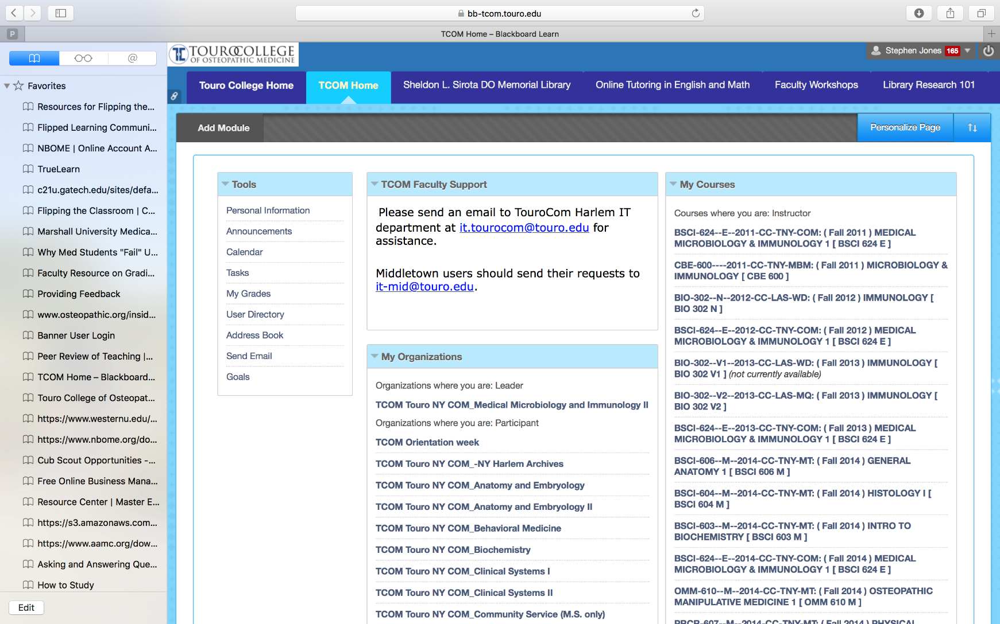 bb-tcom.touro.edu
P
TCOM Home – Blackboard Learn
@
Favorites
Resources for Flipping the...
Flipped Learning Communi...
NBOME | Online Account A...
TrueLearn
c21u.gatech.edu/sites/defa...
Flipping the Classroom | C...
Marshall University Medica...
Why Med Students "Fail" U...
Faculty Resource on Gradi...
Providing Feedback
www.osteopathic.org/insid...
Banner User Login
Peer Review of Teaching |...
TCOM Home – Blackboard...
Touro College of Osteopat...
https://www.westernu.edu/...
https://www.nbome.org/do...
Cub Scout Opportunities -...
Free Online Business Mana...
Resource Center | Master E...
https://s3.amazonaws.com...
https://www.aamc.org/dow...
Asking and Answering Que...
How to Study
Edit
TC TOURO COLLEGE
OF OSTEOPATHIC MEDICINE
Stephen Jones 165
Touro College Home
TCOM Home
Sheldon L. Sirota DO Memorial Library
Online Tutoring in English and Math
Faculty Workshops
Library Research 101
Add Module
Personalize Page
Tools
Personal Information
Announcements
Calendar
Tasks
My Grades
User Directory
Address Book
Send Email
Goals
TCOM Faculty Support
Please send an email to TouroCom Harlem IT
department at it.tourocom@touro.edu for
assistance.
Middletown users should send their requests to
it-mid@touro.edu.
My Organizations
Organizations where you are: Leader
TCOM Touro NY COM_Medical Microbiology and Immunology II
Organizations where you are: Participant
TCOM Orientation week
TCOM Touro NY COM_-NY Harlem Archives
TCOM Touro NY COM_Anatomy and Embryology
TCOM Touro NY COM_Anatomy and Embryology II
TCOM Touro NY COM_Behavioral Medicine
TCOM Touro NY COM_Biochemistry
TCOM Touro NY COM_Clinical Systems I
TCOM Touro NY COM_Clinical Systems II
TCOM Touro NY COM_Community Service (M.S. only)
My Courses
Courses where you are: Instructor
BSCI-624--E--2011-CC-TNY-COM: ( Fall 2011 ) MEDICAL
MICROBIOLOGY & IMMUNOLOGY 1 [ BSCI 624 E ]
CBE-600----2011-CC-TNY-MBM: ( Fall 2011 ) MICROBIOLOGY &
IMMUNOLOGY [ CBE 600 ]
BIO-302--N--2012-CC-LAS-WD: ( Fall 2012 ) IMMUNOLOGY [
BIO 302 N ]
BSCI-624--E--2012-CC-TNY-COM: ( Fall 2012 ) MEDICAL
MICROBIOLOGY & IMMUNOLOGY 1 [ BSCI 624 E ]
BIO-302--V1--2013-CC-LAS-WD: ( Fall 2013 ) IMMUNOLOGY [
BIO 302 V1 ] (not currently available)
BIO-302--V2--2013-CC-LAS-MQ: ( Fall 2013 ) IMMUNOLOGY [
BIO 302 V2 ]
BSCI-624--E--2013-CC-TNY-COM: ( Fall 2013 ) MEDICAL
MICROBIOLOGY & IMMUNOLOGY 1 [ BSCI 624 E ]
BSCI-606--M--2014-CC-TNY-MT: ( Fall 2014 ) GENERAL
ANATOMY 1 [ BSCI 606 M ]
BSCI-604--M--2014-CC-TNY-MT: ( Fall 2014 ) HISTOLOGY I [
BSCI 604 M ]
BSCI-603--M--2014-CC-TNY-MT: ( Fall 2014 ) INTRO TO
BIOCHEMISTRY [ BSCI 603 M ]
BSCI-624--E--2014-CC-TNY-COM: ( Fall 2014 ) MEDICAL
MICROBIOLOGY & IMMUNOLOGY 1 [ BSCI 624 E ]
OMM-610--M--2014-CC-TNY-MT: ( Fall 2014 ) OSTEOPATHIC
MANIPULATIVE MEDICINE 1 [ OMM 610 M ]
PRCR-607--M--2014-CC-TNY-MT: ( Fall 2014 ) PHYSICAL